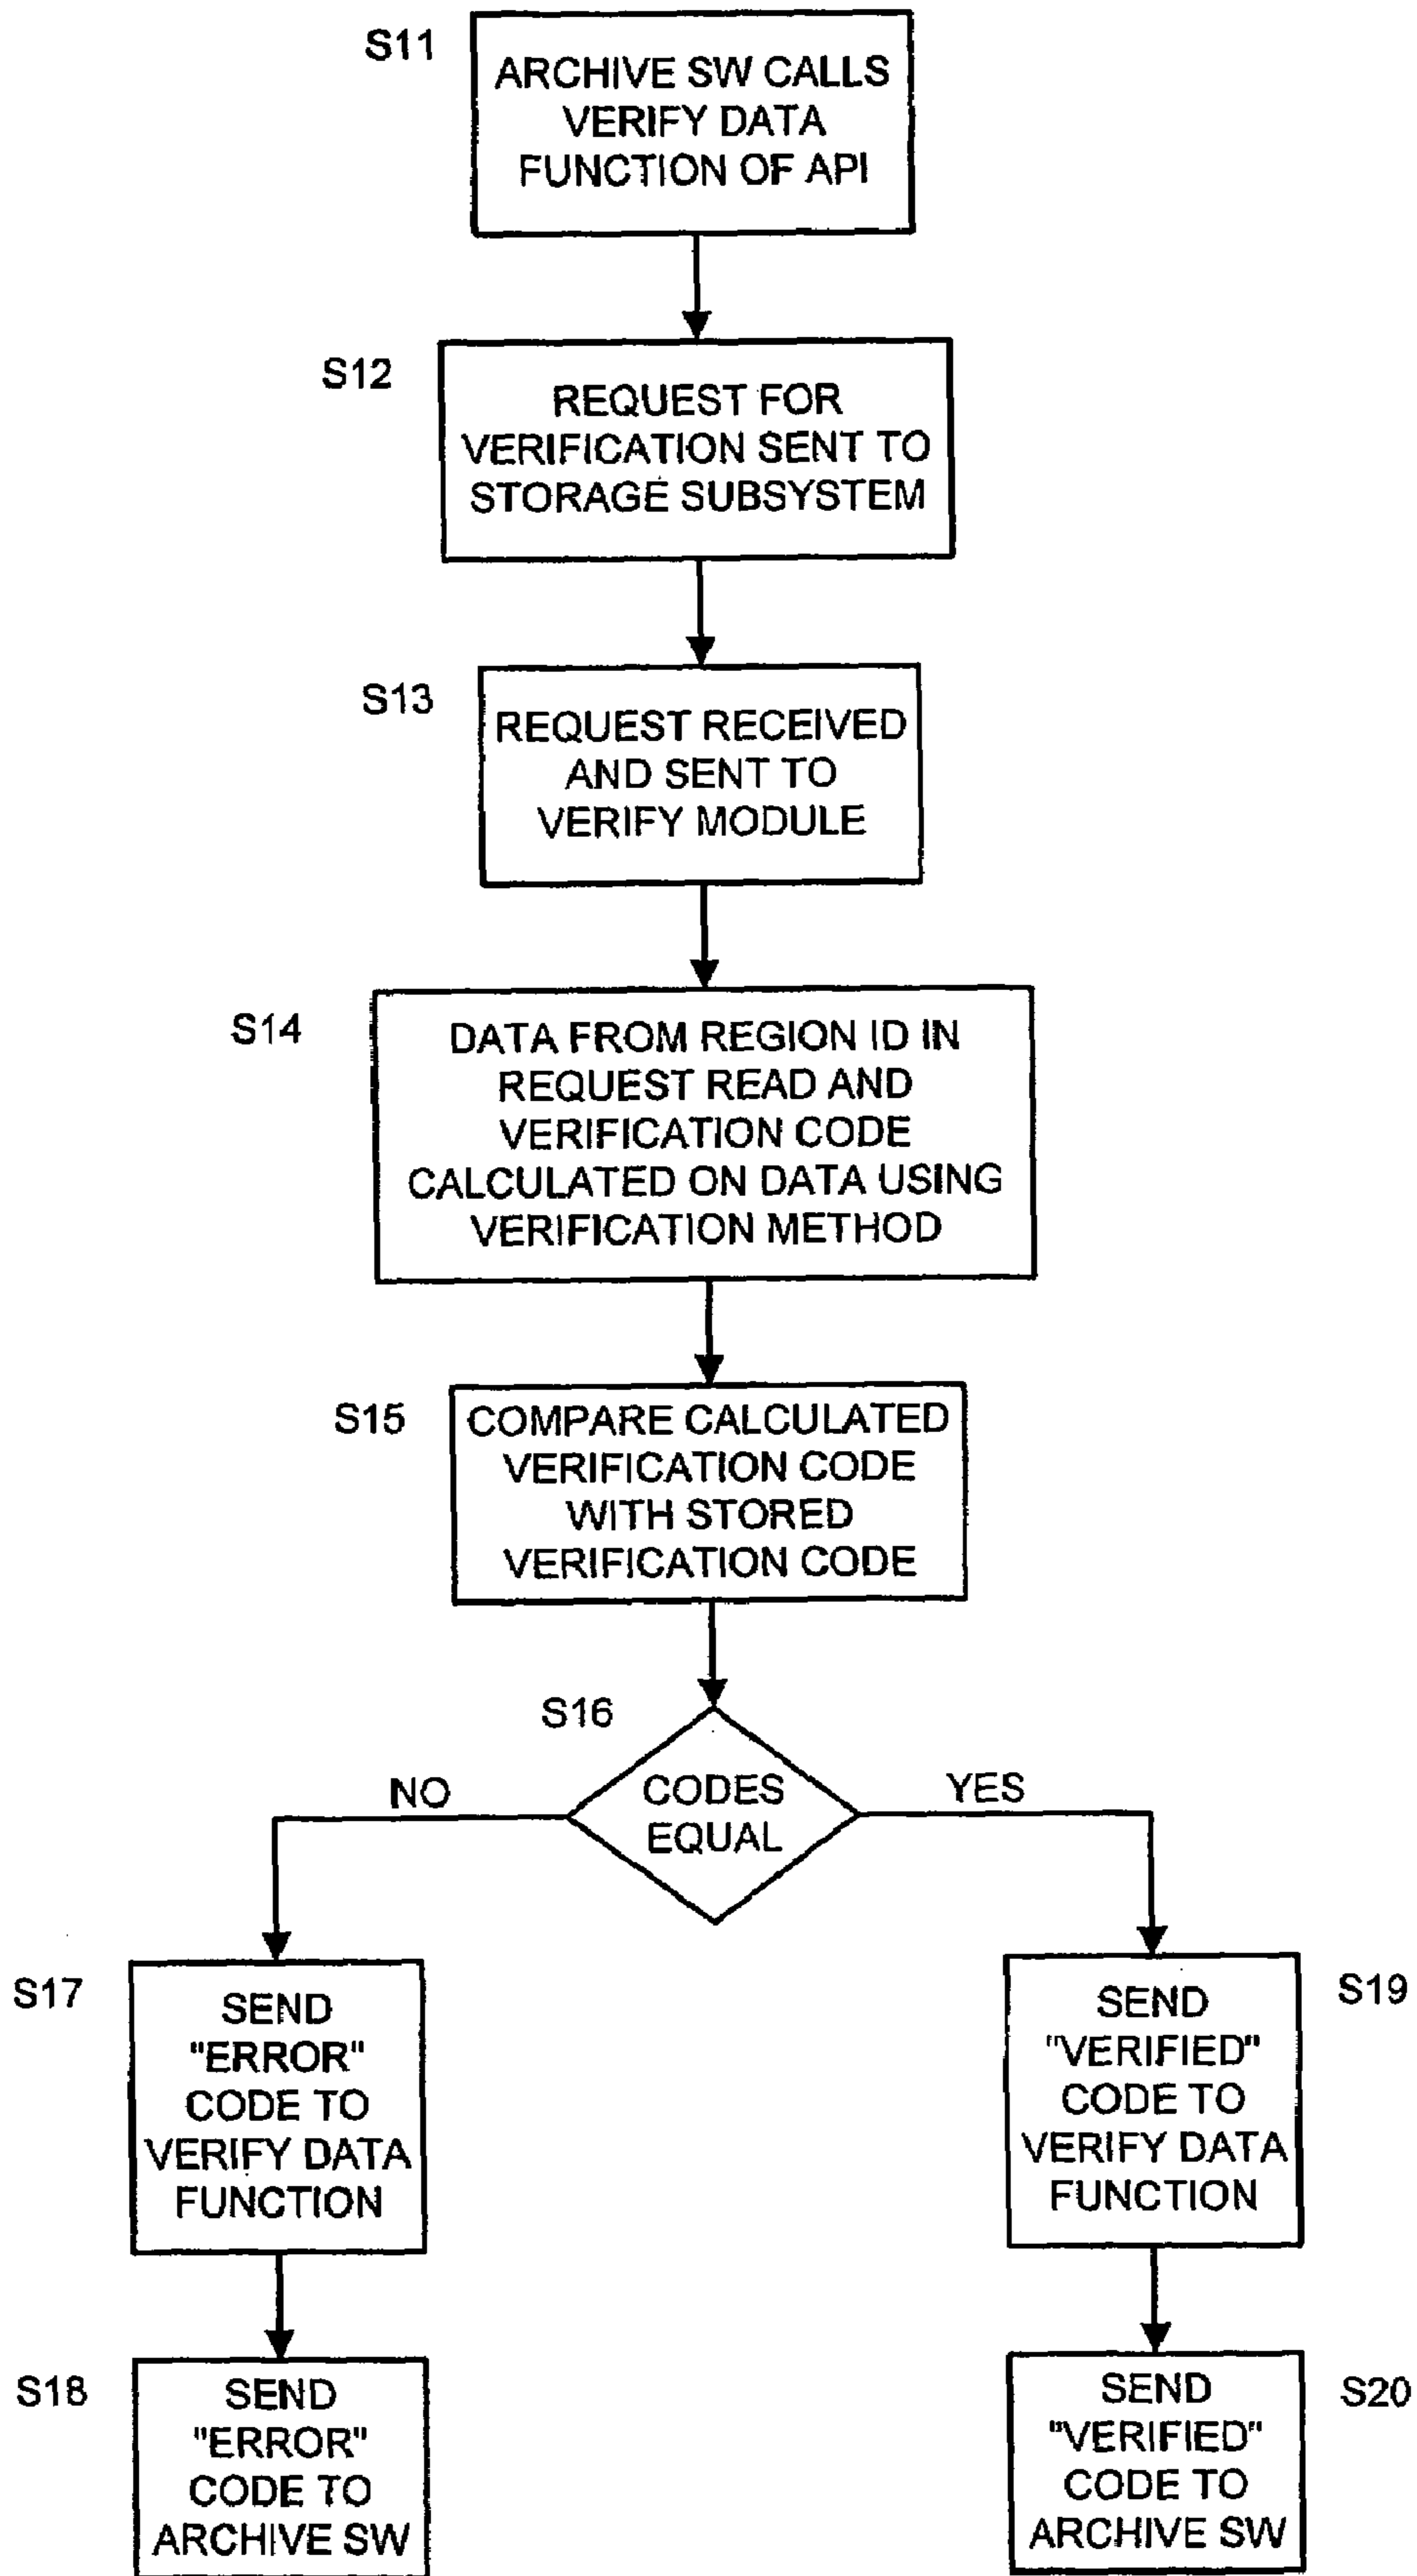 S11
ARCHIVE SW CALLS
VERIFY DATA
FUNCTION OF API
S12
REQUEST FOR
VERIFICATION SENT TO
STORAGE SUBSYSTEM
S13
REQUEST RECEIVED
AND SENT TO
VERIFY MODULE
S14
DATA FROM REGION ID IN
REQUEST READ AND
VERIFICATION CODE
CALCULATED ON DATA USING
VERIFICATION METHOD
S15
COMPARE CALCULATED
VERIFICATION CODE
WITH STORED
VERIFICATION CODE
S16
CODES
EQUAL
NO
YES
S17
SEND
"ERROR"
CODE TO
VERIFY DATA
FUNCTION
S19
SEND
"VERIFIED"
CODE TO
VERIFY DATA
FUNCTION
S18
SEND
"ERROR"
CODE TO
ARCHIVE SW
S20
SEND
"VERIFIED"
CODE TO
ARCHIVE SW